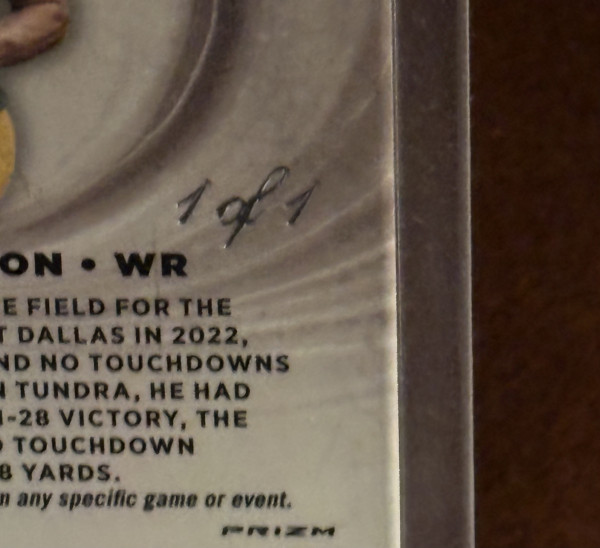 1 of 1
ON • WR
E FIELD FOR THE
T DALLAS IN 2022,
ND NO TOUCHDOWNS
N TUNDRA, HE HAD
-28 VICTORY, THE
TOUCHDOWN
8 YARDS.
n any specific game or event.
PRIZM